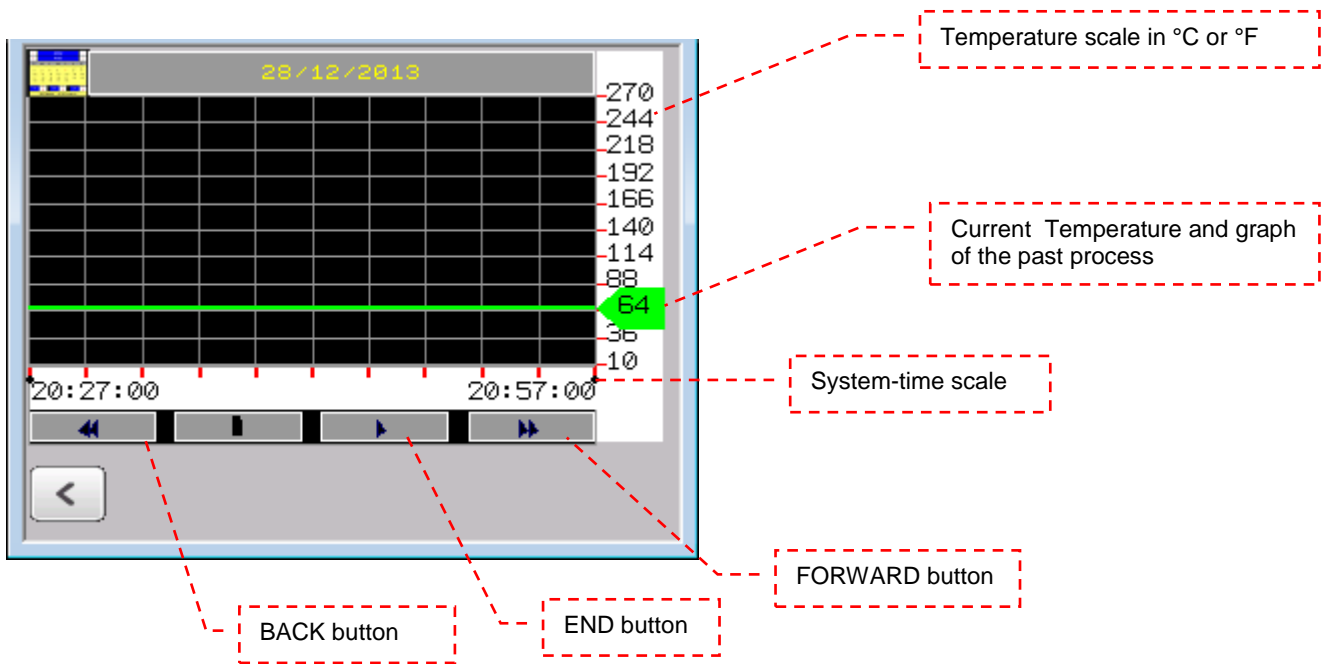 Temperature scale in °C or °F
28/12/2013
270
244
218
192
166
140
114
88
64
36
10
Current  Temperature and graph
of the past process
20:27:00
20:57:00
System-time scale
FORWARD button
END button
BACK button